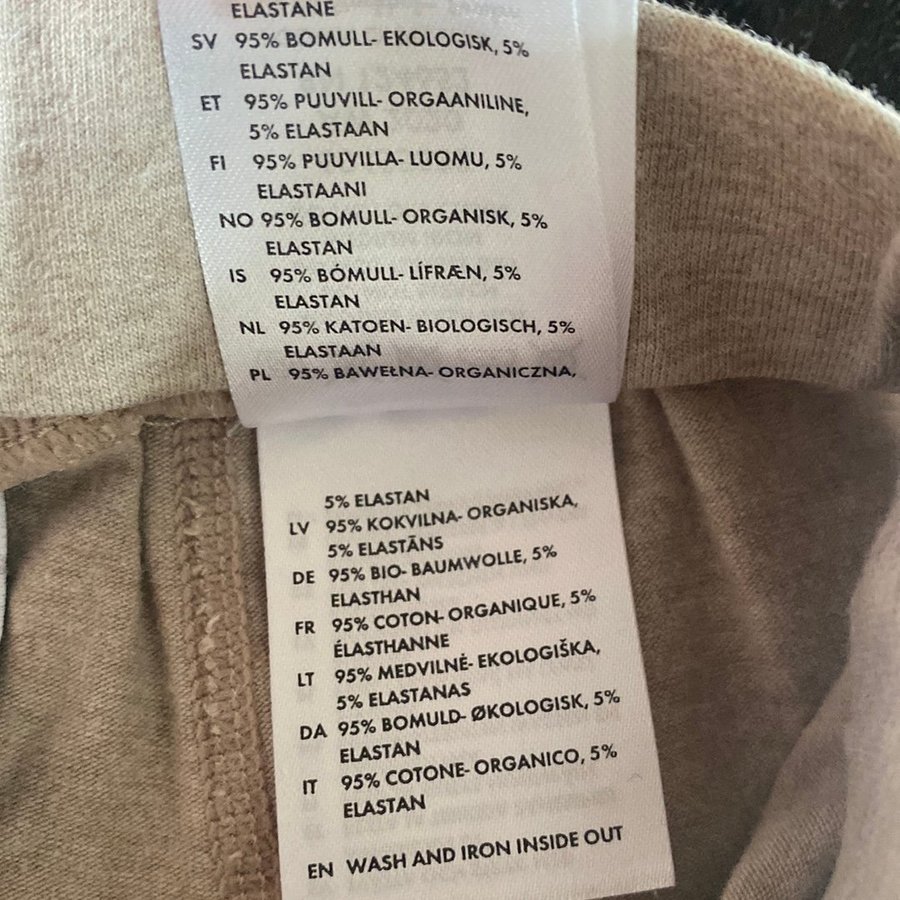 ELASTANE
SV 95% BOMULL- EKOLOGISK, 5%
ELASTAN
ET 95% PUUVILL- ORGAANILINE,
5% ELASTAAN
FI 95% PUUVILLA- LUOMU, 5%
ELASTAANI
NO 95% BOMULL- ORGANISK, 5%
ELASTAN
IS 95% BÓMULL- LÍFRÆN, 5%
ELASTAN
NL 95% KATOEN- BIOLOGISCH, 5%
ELASTAAN
PL 95% BAWEŁNA- ORGANICZNA,
5% ELASTAN
LV 95% KOKVILNA- ORGANISKA,
5% ELASTĀNS
DE 95% BIO- BAUMWOLLE, 5%
ELASTHAN
FR 95% COTON- ORGANIQUE, 5%
ÉLASTHANNE
LT 95% MEDVILNĖ- EKOLOGIŠKA,
5% ELASTANAS
DA 95% BOMULD- ØKOLOGISK, 5%
ELASTAN
IT 95% COTONE- ORGANICO, 5%
ELASTAN
EN WASH AND IRON INSIDE OUT